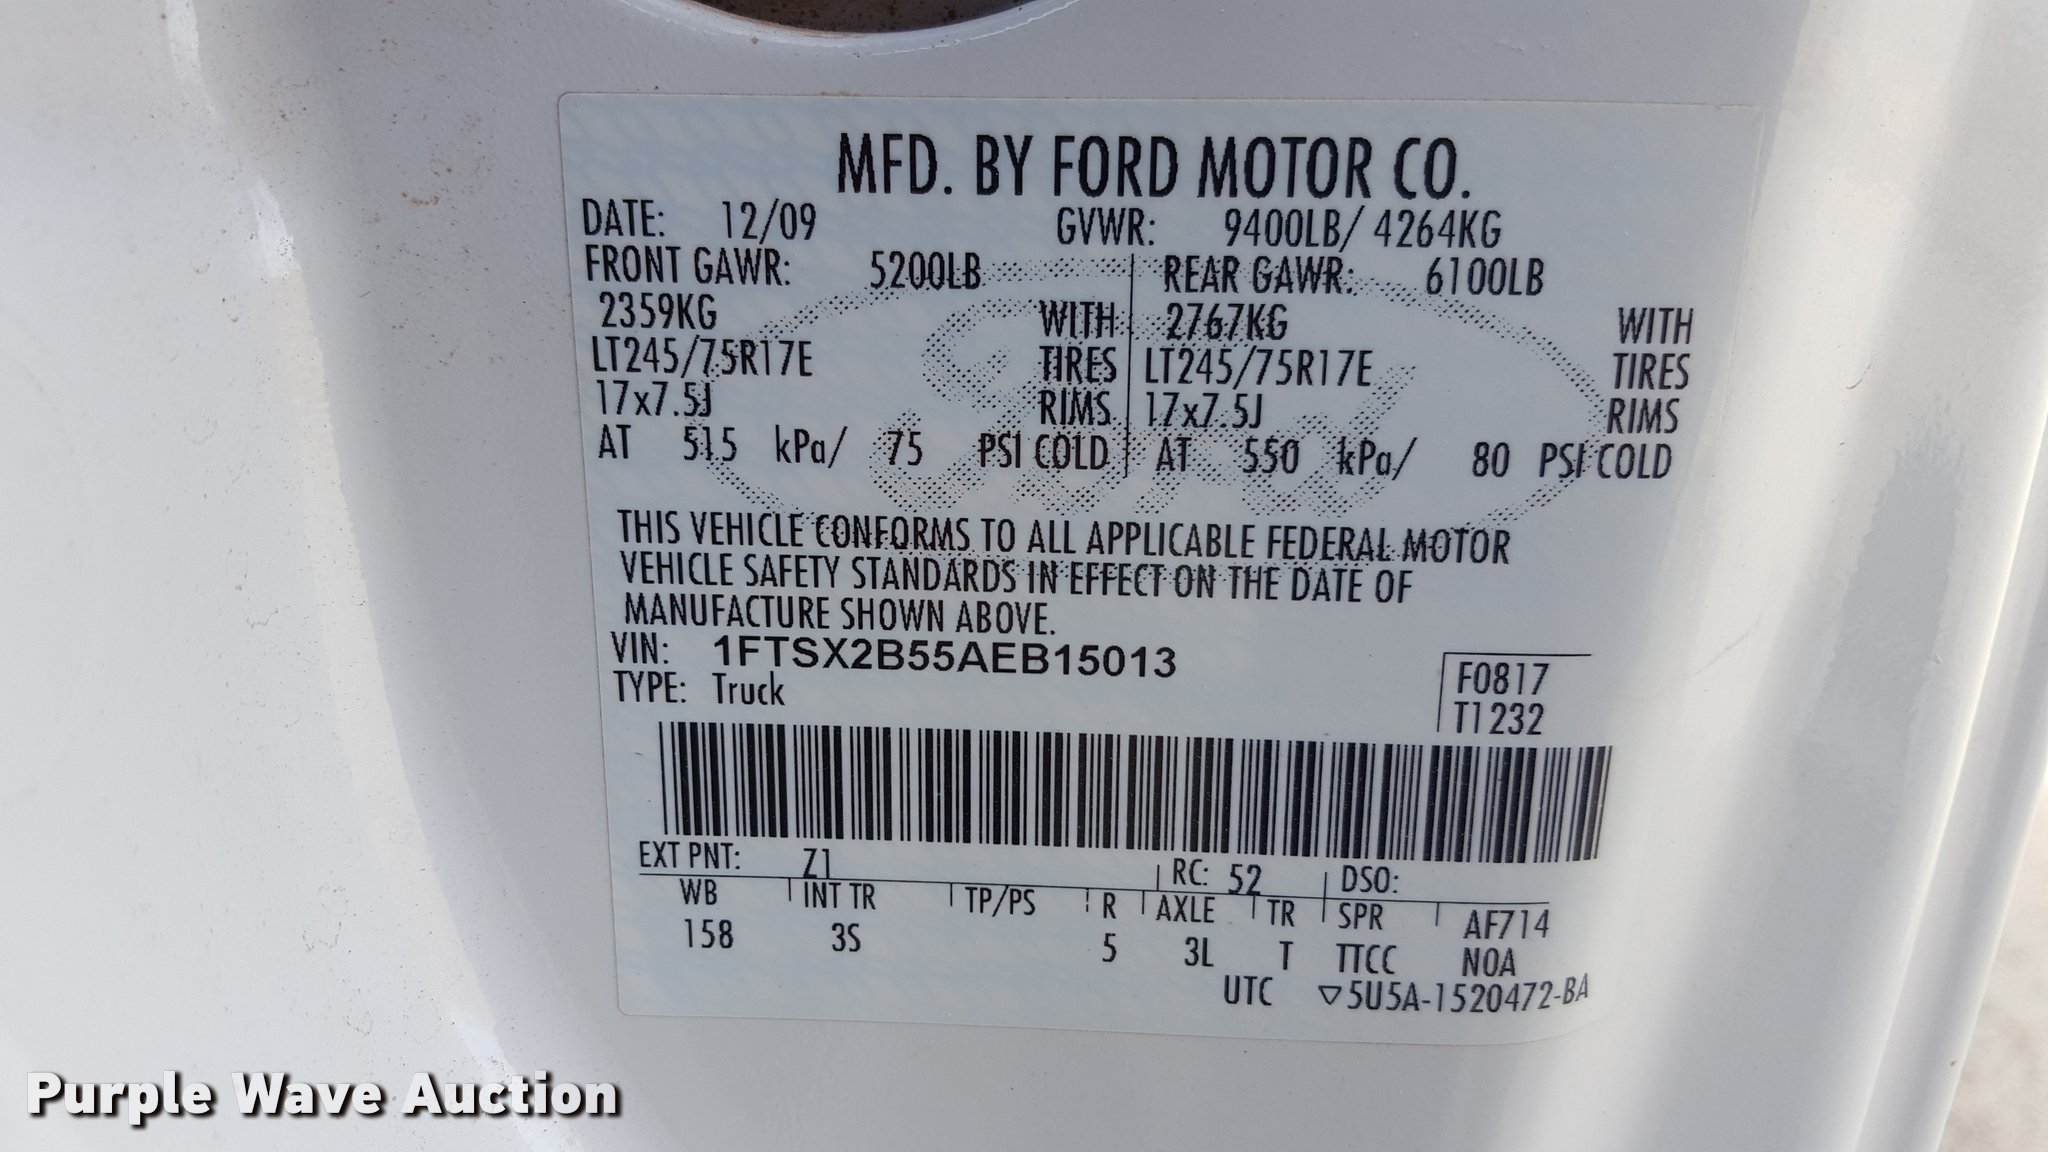 MFD. BY FORD MOTOR CO.
DATE: 12/09 GVWR: 9400LB/ 4264KG
FRONT GAWR: 5200LB REAR GAWR: 6100LB
2359KG WITH 2767KG WITH
LT245/75R17E TIRES LT245/75R17E TIRES
17x7.5J RIMS 17x7.5J RIMS
AT 515 kPa/ 75 PSI COLD AT 550 kPa/ 80 PSI COLD
Ford
THIS VEHICLE CONFORMS TO ALL APPLICABLE FEDERAL MOTOR
VEHICLE SAFETY STANDARDS IN EFFECT ON THE DATE OF
MANUFACTURE SHOWN ABOVE.
VIN: 1FTSX2B55AEB15013
TYPE: Truck
F0817
T1232
EXT PNT: Z1 RC: 52 DSO:
WB INT TR TP/PS R AXLE TR SPR AF714
158 3S 5 3L T TTCC NOA
UTC ▽5U5A-1520472-BA
Purple Wave Auction